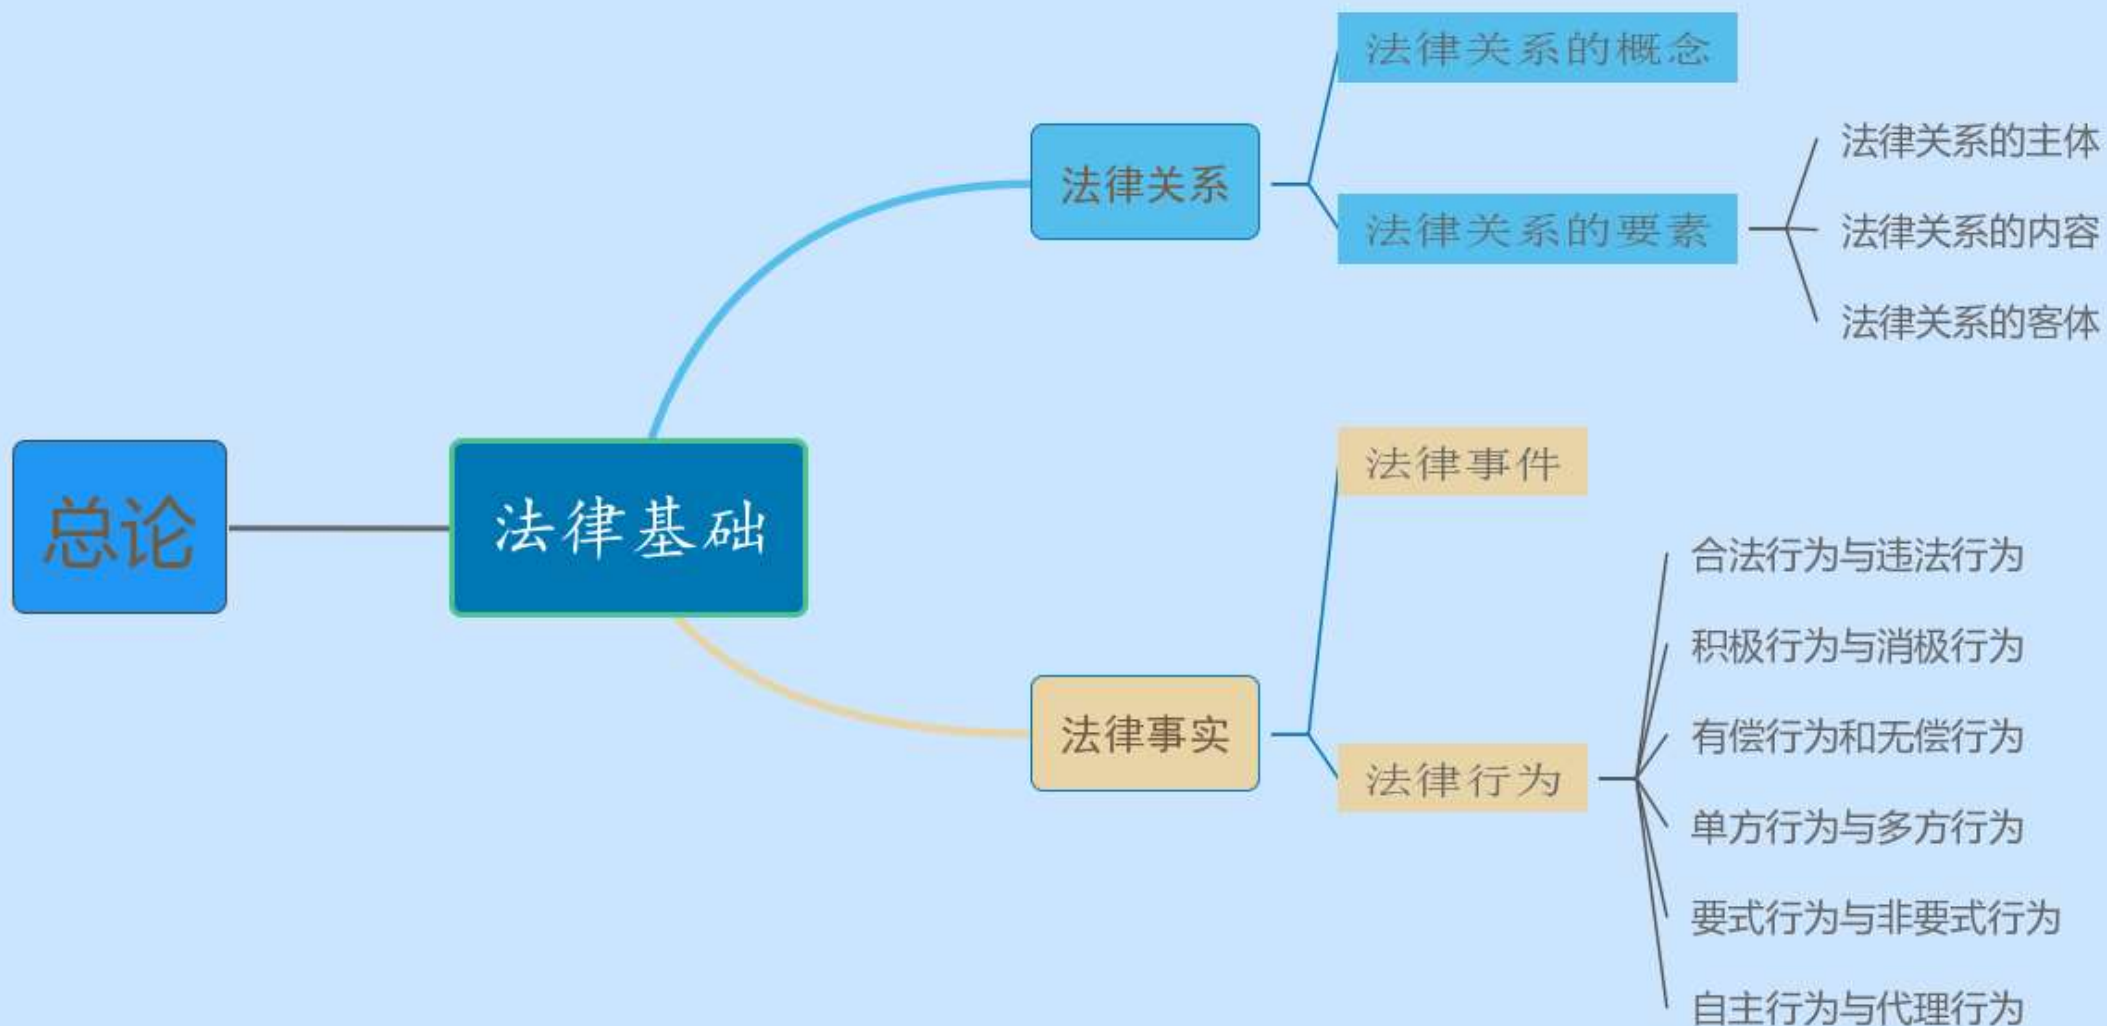 总论
法律基础
法律关系
法律关系的概念
法律关系的要素
法律关系的主体
法律关系的内容
法律关系的客体
法律事实
法律事件
法律行为
合法行为与违法行为
积极行为与消极行为
有偿行为和无偿行为
单方行为与多方行为
要式行为与非要式行为
自主行为与代理行为